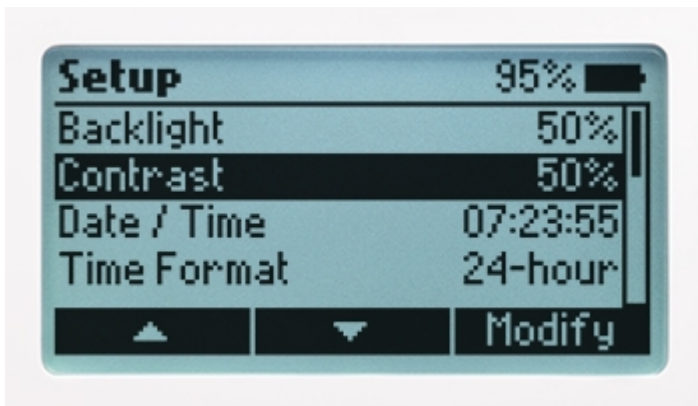 Setup 95%
Backlight 50%
Contrast 50%
Date / Time 07:23:55
Time Format 24-hour
Modify